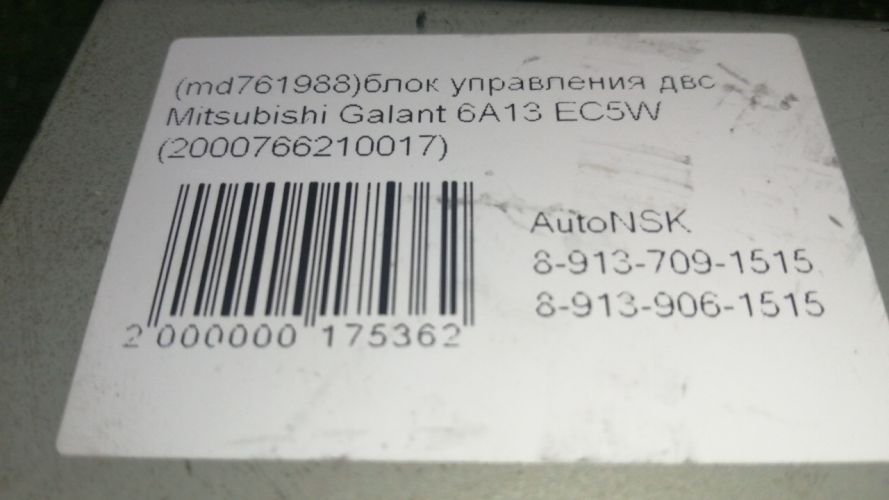 (md761988)блок управления двс
Mitsubishi Galant 6A13 EC5W
(2000766210017)
AutoNSK
8-913-709-1515
8-913-906-1515
2 000000 175362